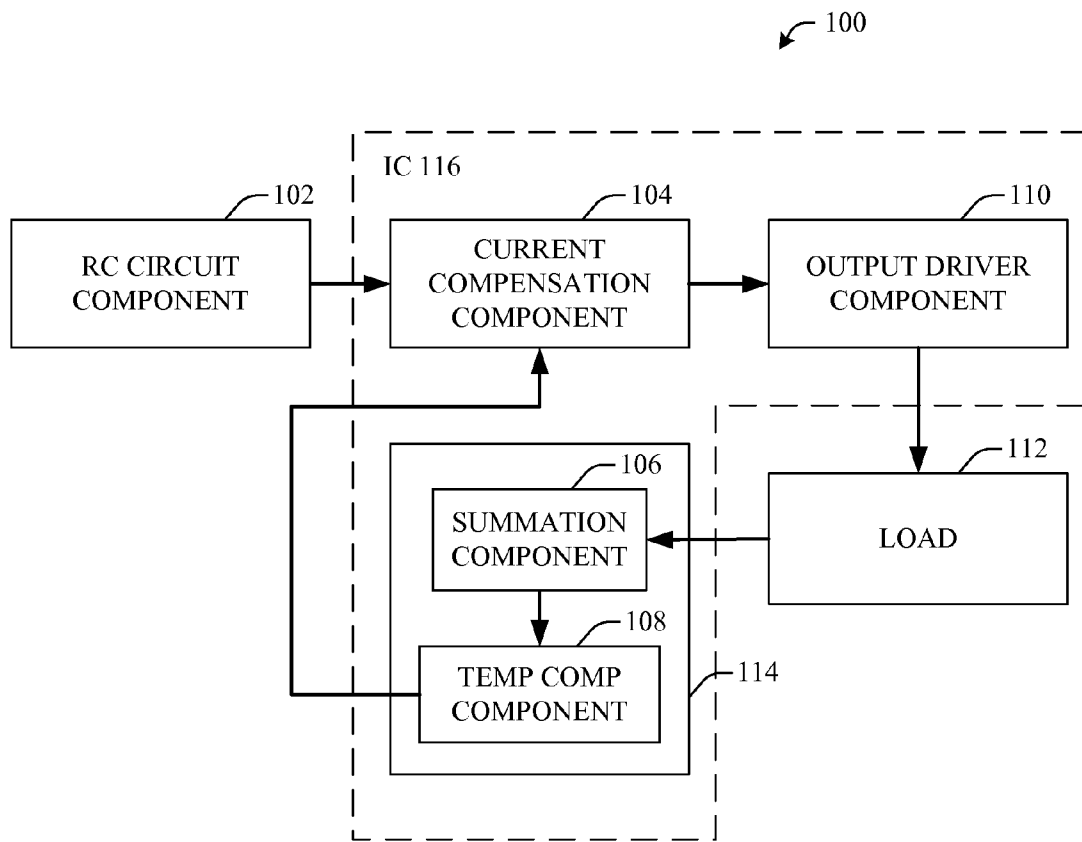 100
IC 116
102
104
110
RC CIRCUIT
COMPONENT
CURRENT
COMPENSATION
COMPONENT
OUTPUT DRIVER
COMPONENT
106
112
SUMMATION
COMPONENT
LOAD
108
TEMP COMP
COMPONENT
114